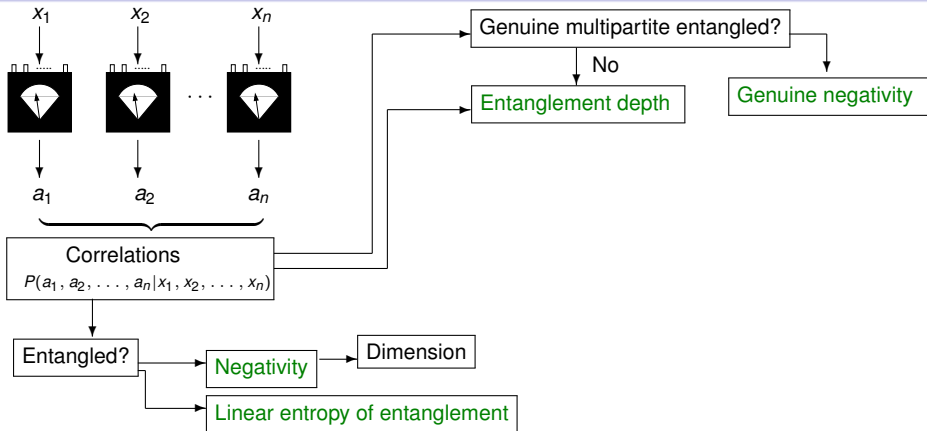 x1 x2 xn
..... ..... .....
. . .
a1 a2 an
Correlations
P(a1, a2, . . . , an|x1, x2, . . . , xn)
Genuine multipartite entangled?
No
Entanglement depth
Genuine negativity
Entangled?
Negativity
Dimension
Linear entropy of entanglement